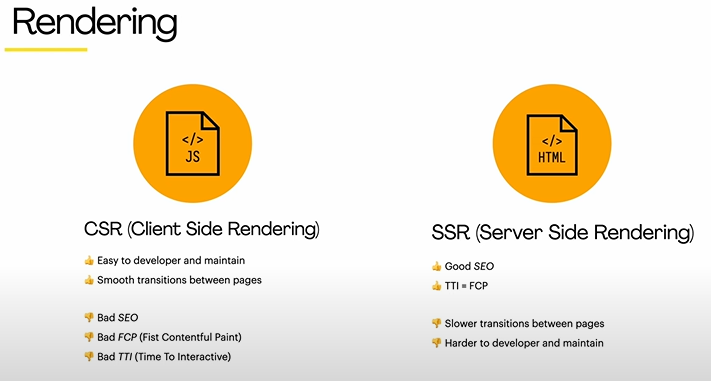 Rendering
</>
JS
CSR (Client Side Rendering)
👍 Easy to developer and maintain
👍 Smooth transitions between pages
👎 Bad SEO
👎 Bad FCP (Fist Contentful Paint)
👎 Bad TTI (Time To Interactive)
</>
HTML
SSR (Server Side Rendering)
👍 Good SEO
👍 TTI = FCP
👎 Slower transitions between pages
👎 Harder to developer and maintain